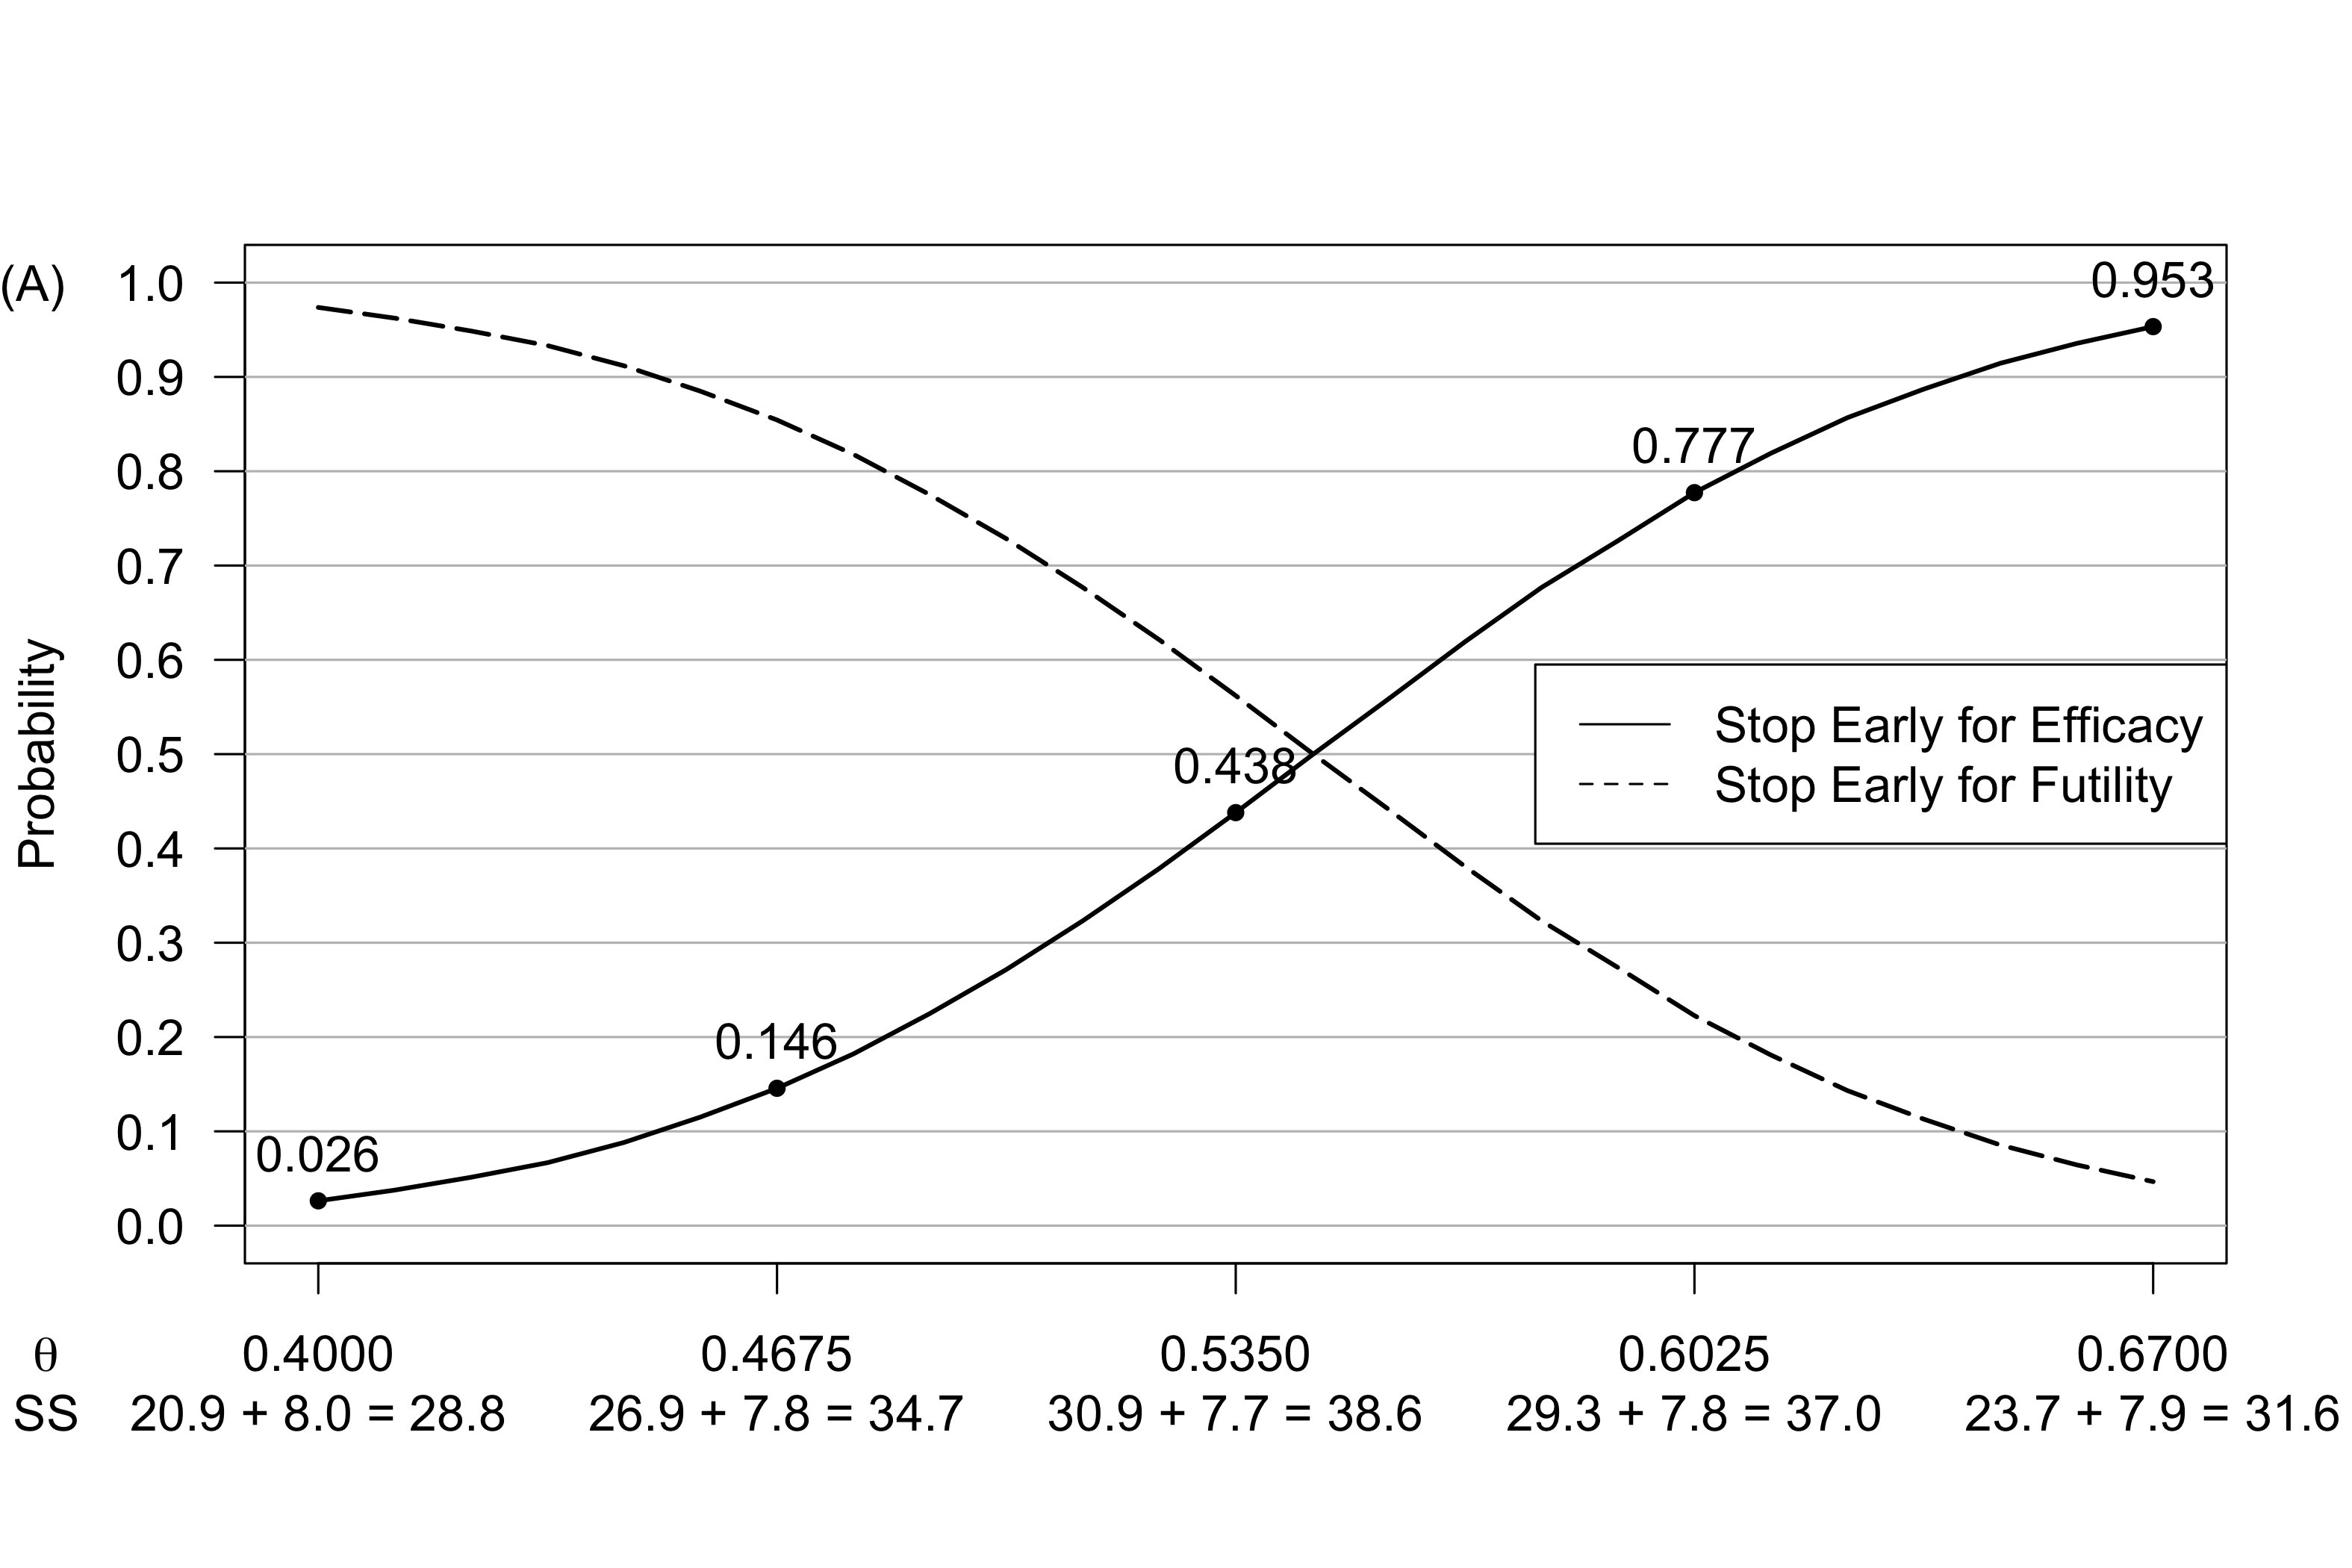 (A)
Probability
1.0
0.9
0.8
0.7
0.6
0.5
0.4
0.3
0.2
0.1
0.0
0.953
0.777
0.438
0.146
0.026
Stop Early for Efficacy
Stop Early for Futility
θ 0.4000 0.4675 0.5350 0.6025 0.6700
SS 20.9 + 8.0 = 28.8 26.9 + 7.8 = 34.7 30.9 + 7.7 = 38.6 29.3 + 7.8 = 37.0 23.7 + 7.9 = 31.6